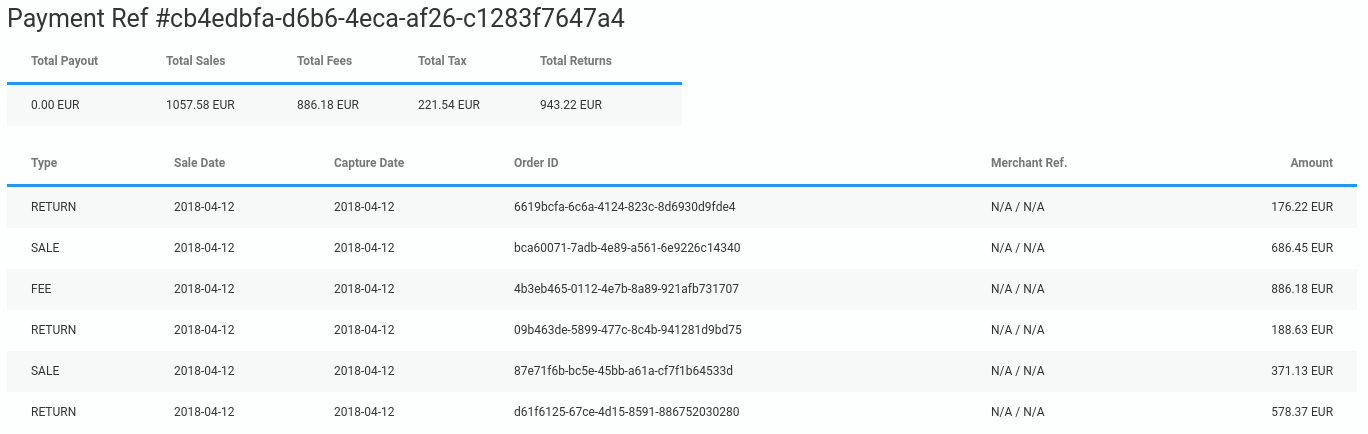 Payment Ref #cb4edbfa-d6b6-4eca-af26-c1283f7647a4
Total Payout Total Sales Total Fees Total Tax Total Returns
0.00 EUR 1057.58 EUR 886.18 EUR 221.54 EUR 943.22 EUR
Type Sale Date Capture Date Order ID Merchant Ref. Amount
RETURN 2018-04-12 2018-04-12 6619bcfa-6c6a-4124-823c-8d6930d9fde4 N/A / N/A 176.22 EUR
SALE 2018-04-12 2018-04-12 bca60071-7adb-4e89-a561-6e9226c14340 N/A / N/A 686.45 EUR
FEE 2018-04-12 2018-04-12 4b3eb465-0112-4e7b-8a89-921afb731707 N/A / N/A 886.18 EUR
RETURN 2018-04-12 2018-04-12 09b463de-5899-477c-8c4b-941281d9bd75 N/A / N/A 188.63 EUR
SALE 2018-04-12 2018-04-12 87e71f6b-bc5e-45bb-a61a-cf7f1b64533d N/A / N/A 371.13 EUR
RETURN 2018-04-12 2018-04-12 d61f6125-67ce-4d15-8591-886752030280 N/A / N/A 578.37 EUR